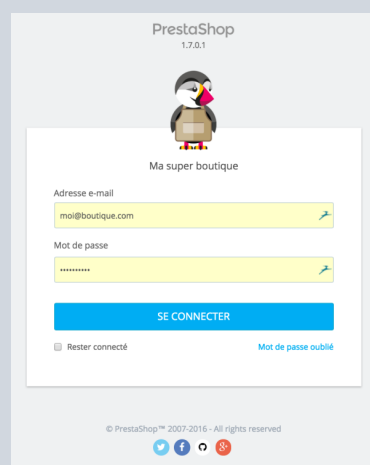 PrestaShop
1.7.0.1
Ma super boutique
Adresse e-mail
moi@boutique.com
Mot de passe
••••••••••
SE CONNECTER
Rester connecté Mot de passe oublié
© PrestaShop™ 2007-2016 - All rights reserved